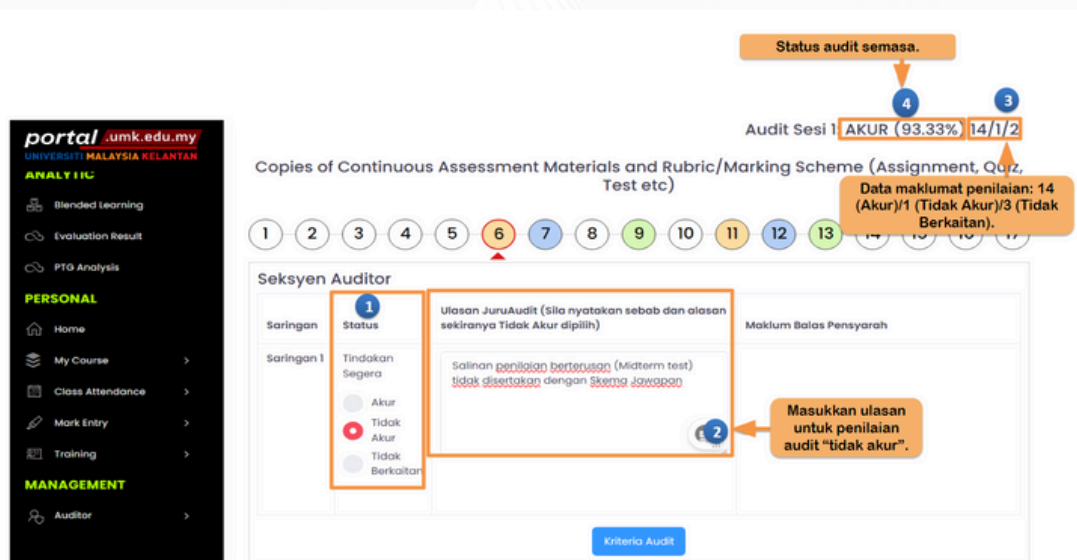 Status audit semasa.
4
3
Audit Sesi 1: AKUR (93.33%) 14/1/2
portal .umk.edu.my
UNIVERSITI MALAYSIA KELANTAN
ANALYTIC
Blended Learning
Evaluation Result
PTG Analysis
PERSONAL
Home
My Course
Class Attendance
Mark Entry
Training
MANAGEMENT
Auditor
Copies of Continuous Assessment Materials and Rubric/Marking Scheme (Assignment, Quiz,
Test etc)
Data maklumat penilaian: 14
(Akur)/1 (Tidak Akur)/3 (Tidak
Berkaitan).
1 2 3 4 5 6 7 8 9 10 11 12 13 14 15 16 17
Seksyen Auditor
1
Saringan
Status
Ulasan JuruAudit (Sila nyatakan sebab dan alasan
sekiranya Tidak Akur dipilih)
Maklum Balas Pensyarah
Saringan 1
Tindakan
Segera
Akur
Tidak
Akur
Tidak
Berkaitan
Salinan penilaian berterusan (Midterm test)
tidak disertakan dengan Skema Jawapan
2
Masukkan ulasan
untuk penilaian
audit “tidak akur”.
Kriteria Audit